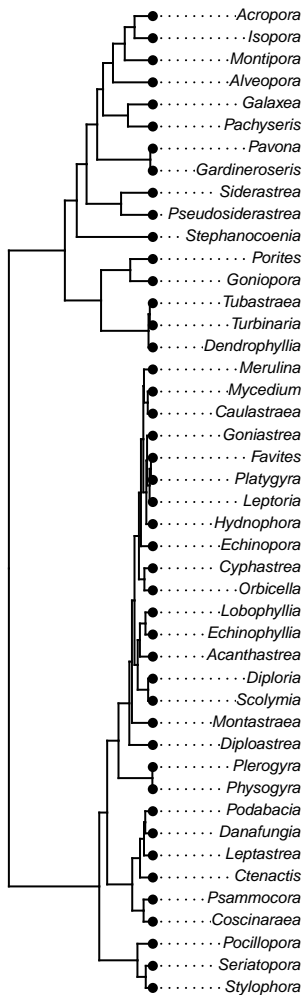 Acropora
Isopora
Montipora
Alveopora
Galaxea
Pachyseris
Pavona
Gardineroseris
Siderastrea
Pseudosiderastrea
Stephanocoenia
Porites
Goniopora
Tubastraea
Turbinaria
Dendrophyllia
Merulina
Mycedium
Caulastraea
Goniastrea
Favites
Platygyra
Leptoria
Hydnophora
Echinopora
Cyphastrea
Orbicella
Lobophyllia
Echinophyllia
Acanthastrea
Diploria
Scolymia
Montastraea
Diploastrea
Plerogyra
Physogyra
Podabacia
Danafungia
Leptastrea
Ctenactis
Psammocora
Coscinaraea
Pocillopora
Seriatopora
Stylophora